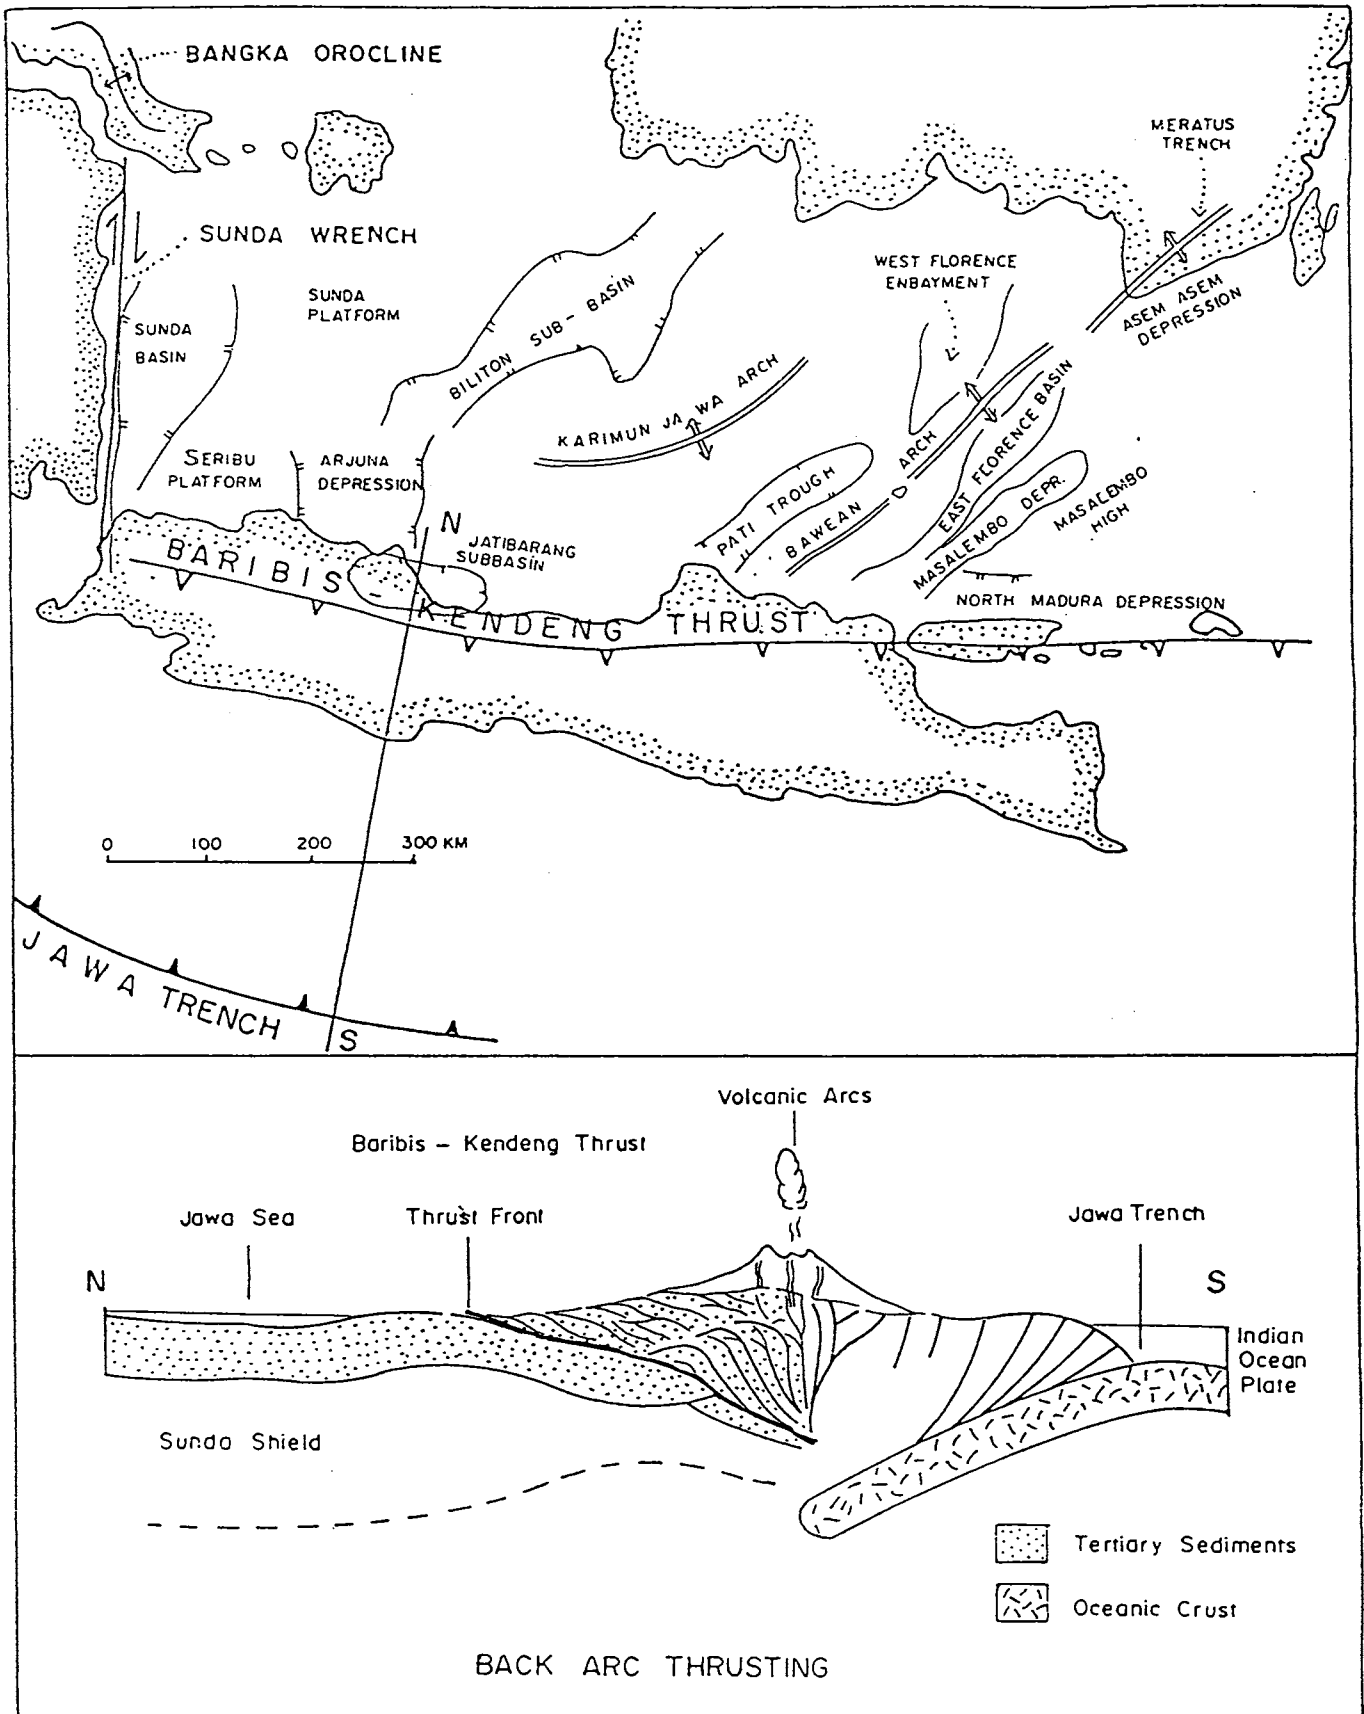 BANGKA OROCLINE
MERATUS
TRENCH
SUNDA WRENCH
WEST FLORENCE
ENBAYMENT
SUNDA
PLATFORM
SUNDA
BASIN
BILITON SUB-BASIN
ASEM ASEM
DEPRESSION
KARIMUN JAWA ARCH
SERIBU
PLATFORM
ARJUNA
DEPRESSION
PATI TROUGH
BAWEAN ARCH
EAST FLORENCE BASIN
MASALEMBO DEPR.
MASALEMBO
HIGH
N
JATIBARANG
SUBBASIN
BARIBIS KENDENG THRUST
NORTH MADURA DEPRESSION
0 100 200 300 KM
JAWA TRENCH
S
Volcanic Arcs
Baribis - Kendeng Thrust
Jawa Sea
Thrust Front
Jawa Trench
N
S
Indian
Ocean
Plate
Sunda Shield
Tertiary Sediments
Oceanic Crust
BACK ARC THRUSTING